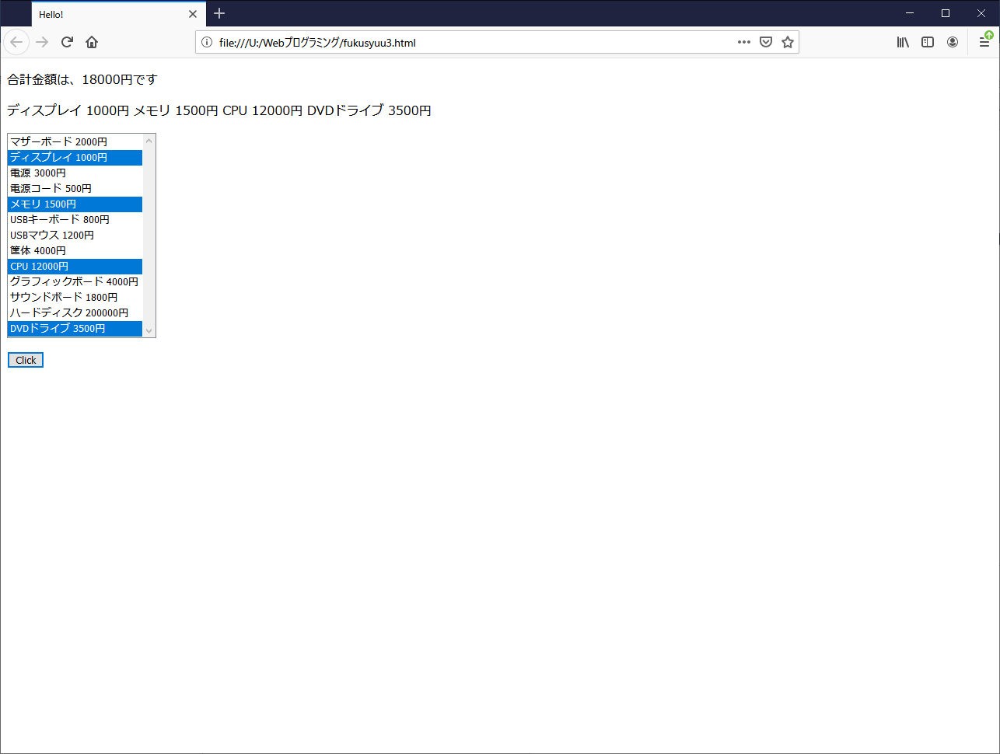 Hello!
file:///U:/Webプログラミング/fukusyuu3.html
合計金額は、18000円です
ディスプレイ 1000円 メモリ 1500円 CPU 12000円 DVDドライブ 3500円
マザーボード 2000円
ディスプレイ 1000円
電源 3000円
電源コード 500円
メモリ 1500円
USBキーボード 800円
USBマウス 1200円
筐体 4000円
CPU 12000円
グラフィックボード 4000円
サウンドボード 1800円
ハードディスク 200000円
DVDドライブ 3500円
Click